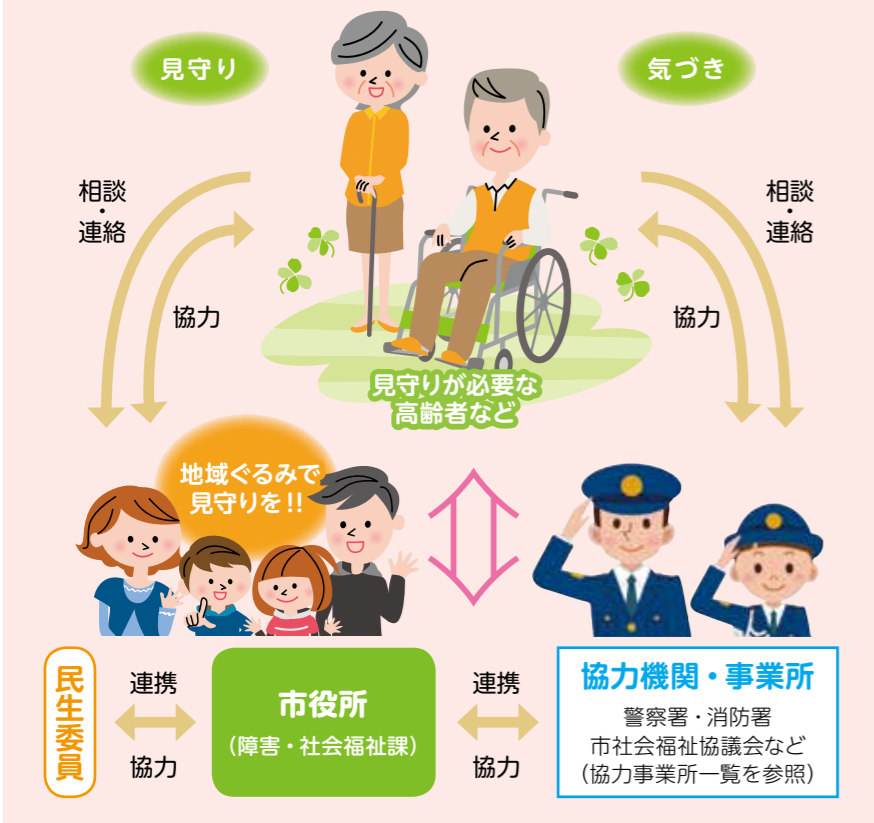 見守り
気づき
相談・連絡
協力
相談・連絡
協力
見守りが必要な
高齢者など
地域ぐるみで
見守りを!!
民生委員
連携
協力
市役所
（障害・社会福祉課）
連携
協力
協力機関・事業所
警察署・消防署
市社会福祉協議会など
（協力事業所一覧を参照）